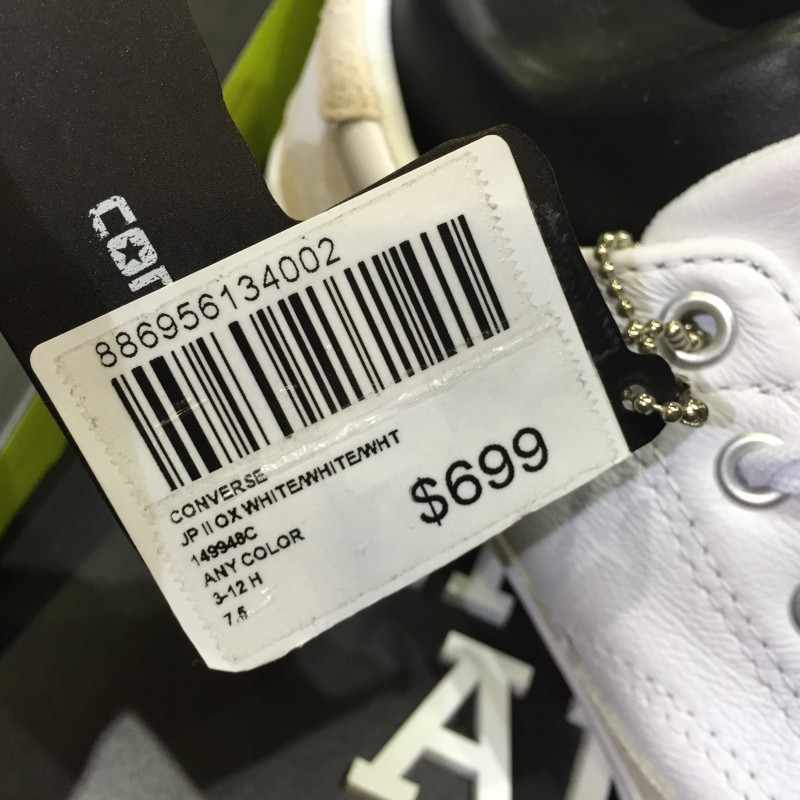 886956134002
CONVERSE
JP II OX WHITE/WHITE/WHT
149948C
ANY COLOR
3-12 H
7.5
$699
A